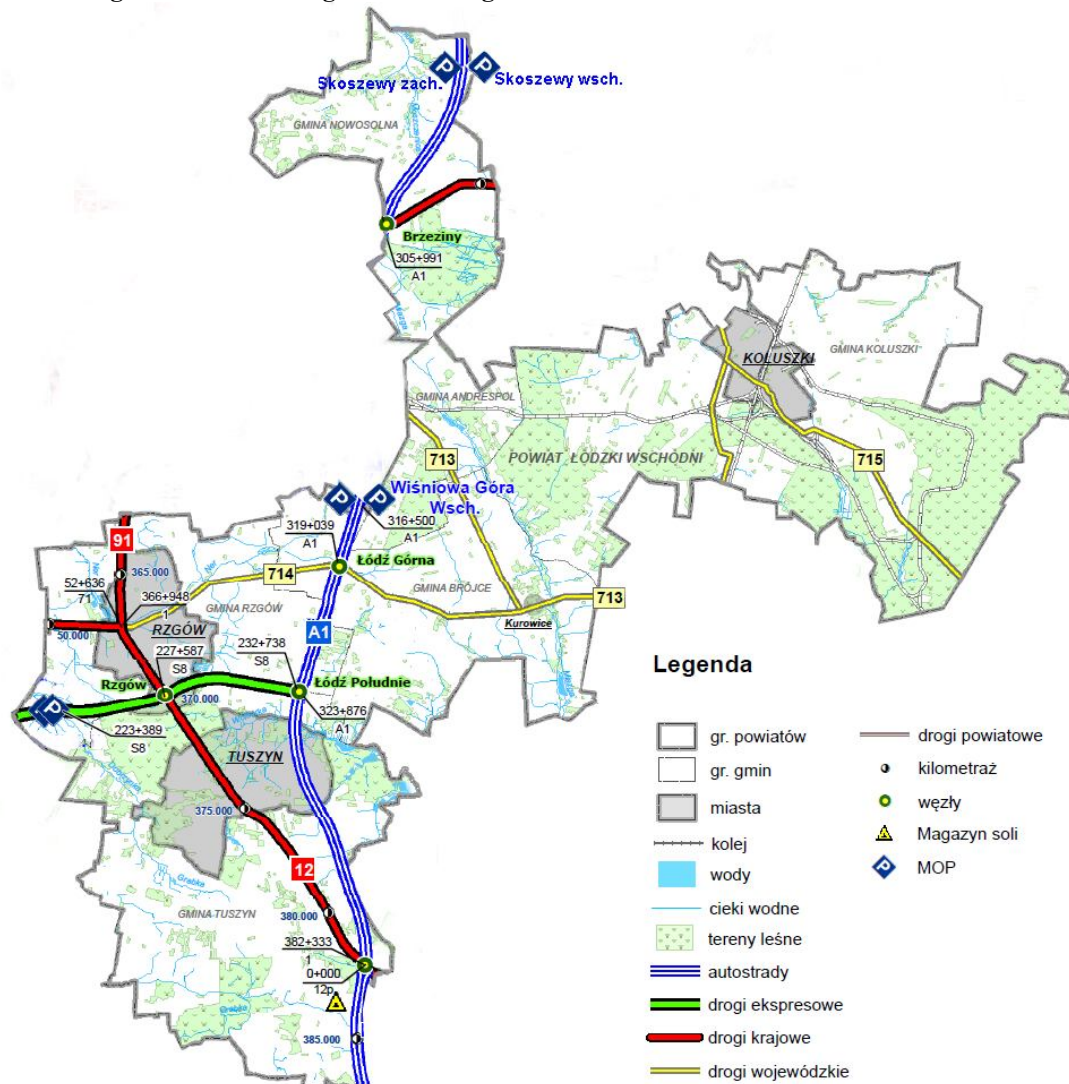 Skoszewy zach.
Skoszewy wsch.
GMINA NOWOSOLNA
Brzeziny
305+991
A1
KOLUSZKI
GMINA KOLUSZKI
GMINA ANDRESPOL
713
POWIAT ŁÓDZKI WSCHODNI
715
Wiśniowa Góra
Wsch.
319+039
A1
316+500
A1
91
Łódź Górna
52+636
71
365.000
366+948
1
714
GMINA RZGÓW
GMINA BRÓJCE
713
50.000
RZGÓW
A1
Kurowice
227+587
S8
232+738
S8
Rzgów
370.000
Łódź Południe
223+389
S8
323+876
A1
TUSZYN
375.000
12
Grabka
GMINA TUSZYN
380.000
382+333
1
0+000
12p
Grabka
385.000
Legenda
gr. powiatów
gr. gmin
miasta
kolej
wody
cieki wodne
tereny leśne
autostrady
drogi ekspresowe
drogi krajowe
drogi wojewódzkie
drogi powiatowe
kilometraż
węzły
Magazyn soli
MOP